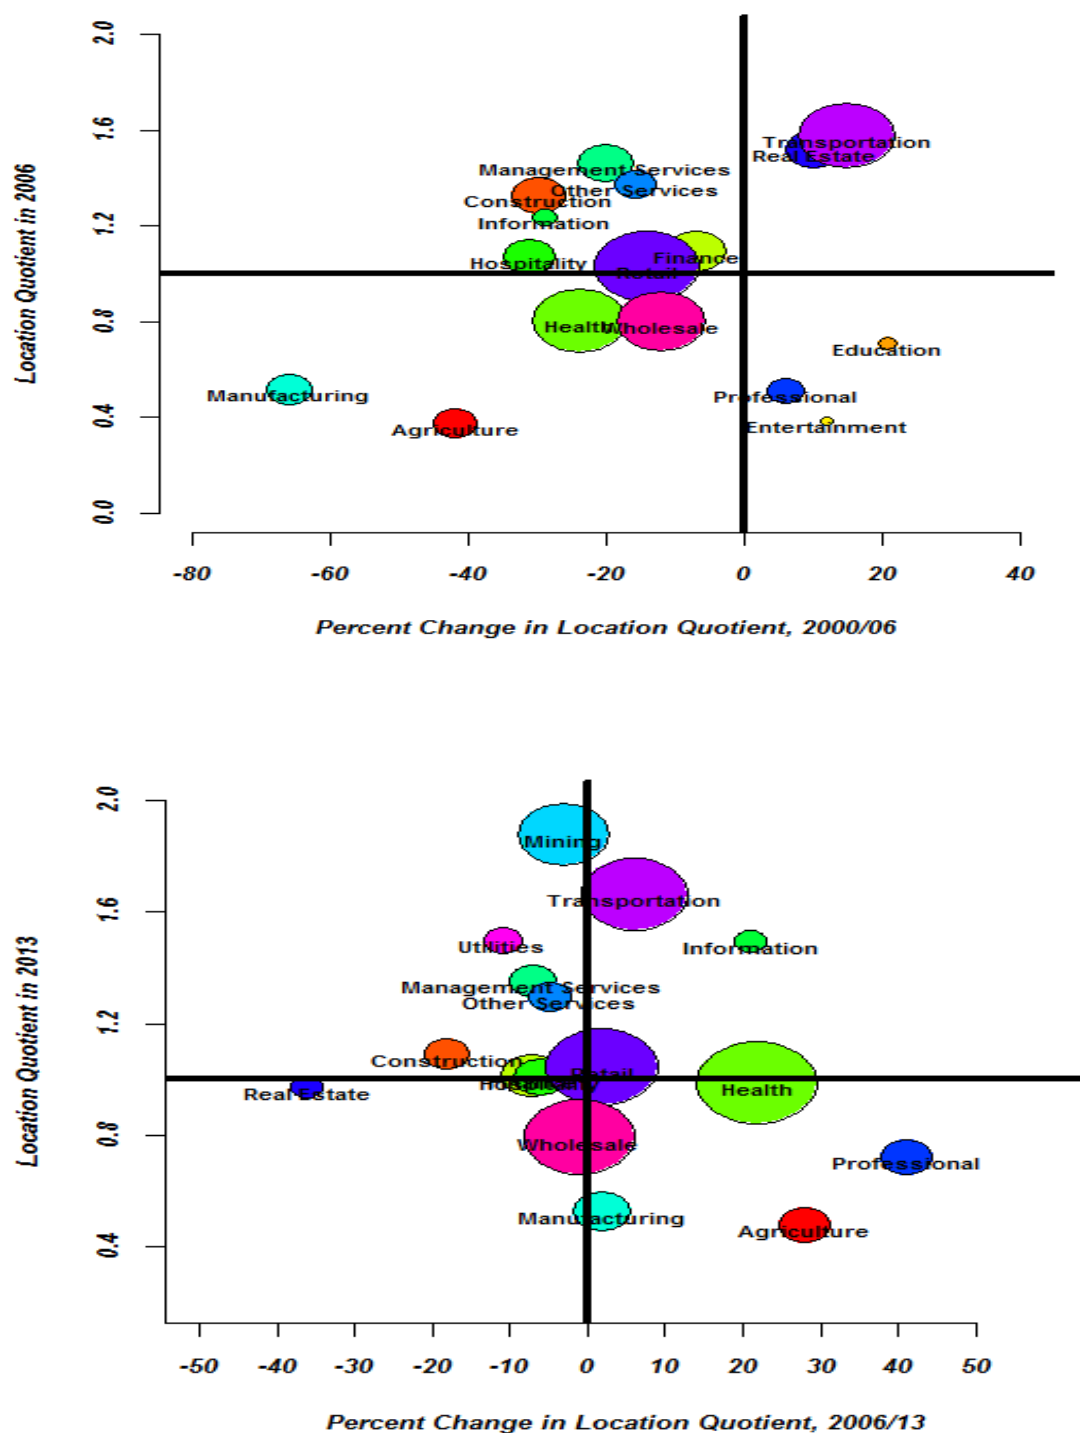 2.0
Transportation
1.6
Real Estate
Management Services
Other Services
Construction
1.2
Information
Finance
Hospitality
Retail
Location Quotient in 2006
0.8
Health
Wholesale
Education
Manufacturing
Professional
0.4
Agriculture
Entertainment
0.0
-80 -60 -40 -20 0 20 40
Percent Change in Location Quotient, 2000/06
2.0
Mining
1.6
Transportation
Utilities
Information
Management Services
Other Services
1.2
Construction
Retail
Hospitality
Health
Real Estate
Location Quotient in 2013
0.8
Wholesale
Professional
Manufacturing
Agriculture
0.4
-50 -40 -30 -20 -10 0 10 20 30 40 50
Percent Change in Location Quotient, 2006/13